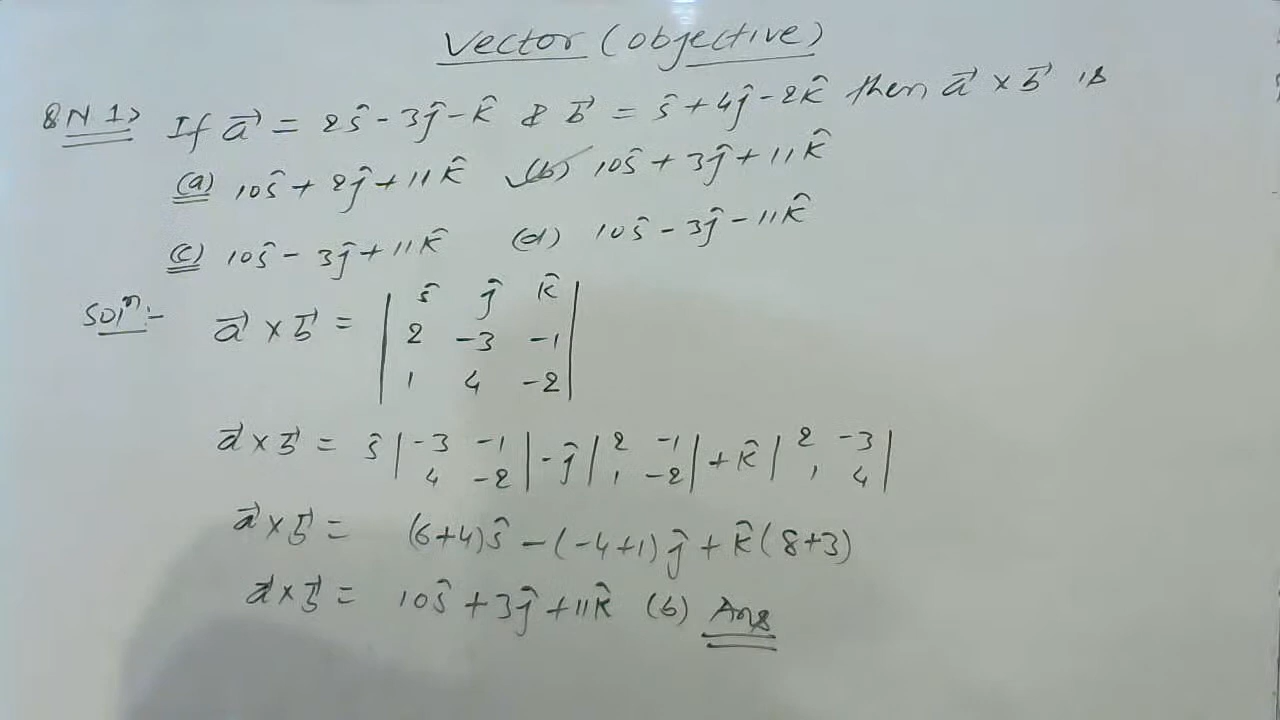 Vector (objective)
QN 1> If a⃗ = 2î - 3ĵ - k̂ & b⃗ = î + 4ĵ - 2k̂ then a⃗ × b⃗ is
(a) 10î + 2ĵ + 11k̂ ✓(b) 10î + 3ĵ + 11k̂
(c) 10î - 3ĵ + 11k̂ (d) 10î - 3ĵ - 11k̂
Solⁿ:- a⃗ × b⃗ = | î ĵ k̂ |
| 2 -3 -1 |
| 1 4 -2 |
a⃗ × b⃗ = î | -3 -1 | - ĵ | 2 -1 | + k̂ | 2 -3 |
| 4 -2 | | 1 -2 | | 1 4 |
a⃗ × b⃗ = (6+4)î - (-4+1)ĵ + k̂(8+3)
a⃗ × b⃗ = 10î + 3ĵ + 11k̂ (b) Ans